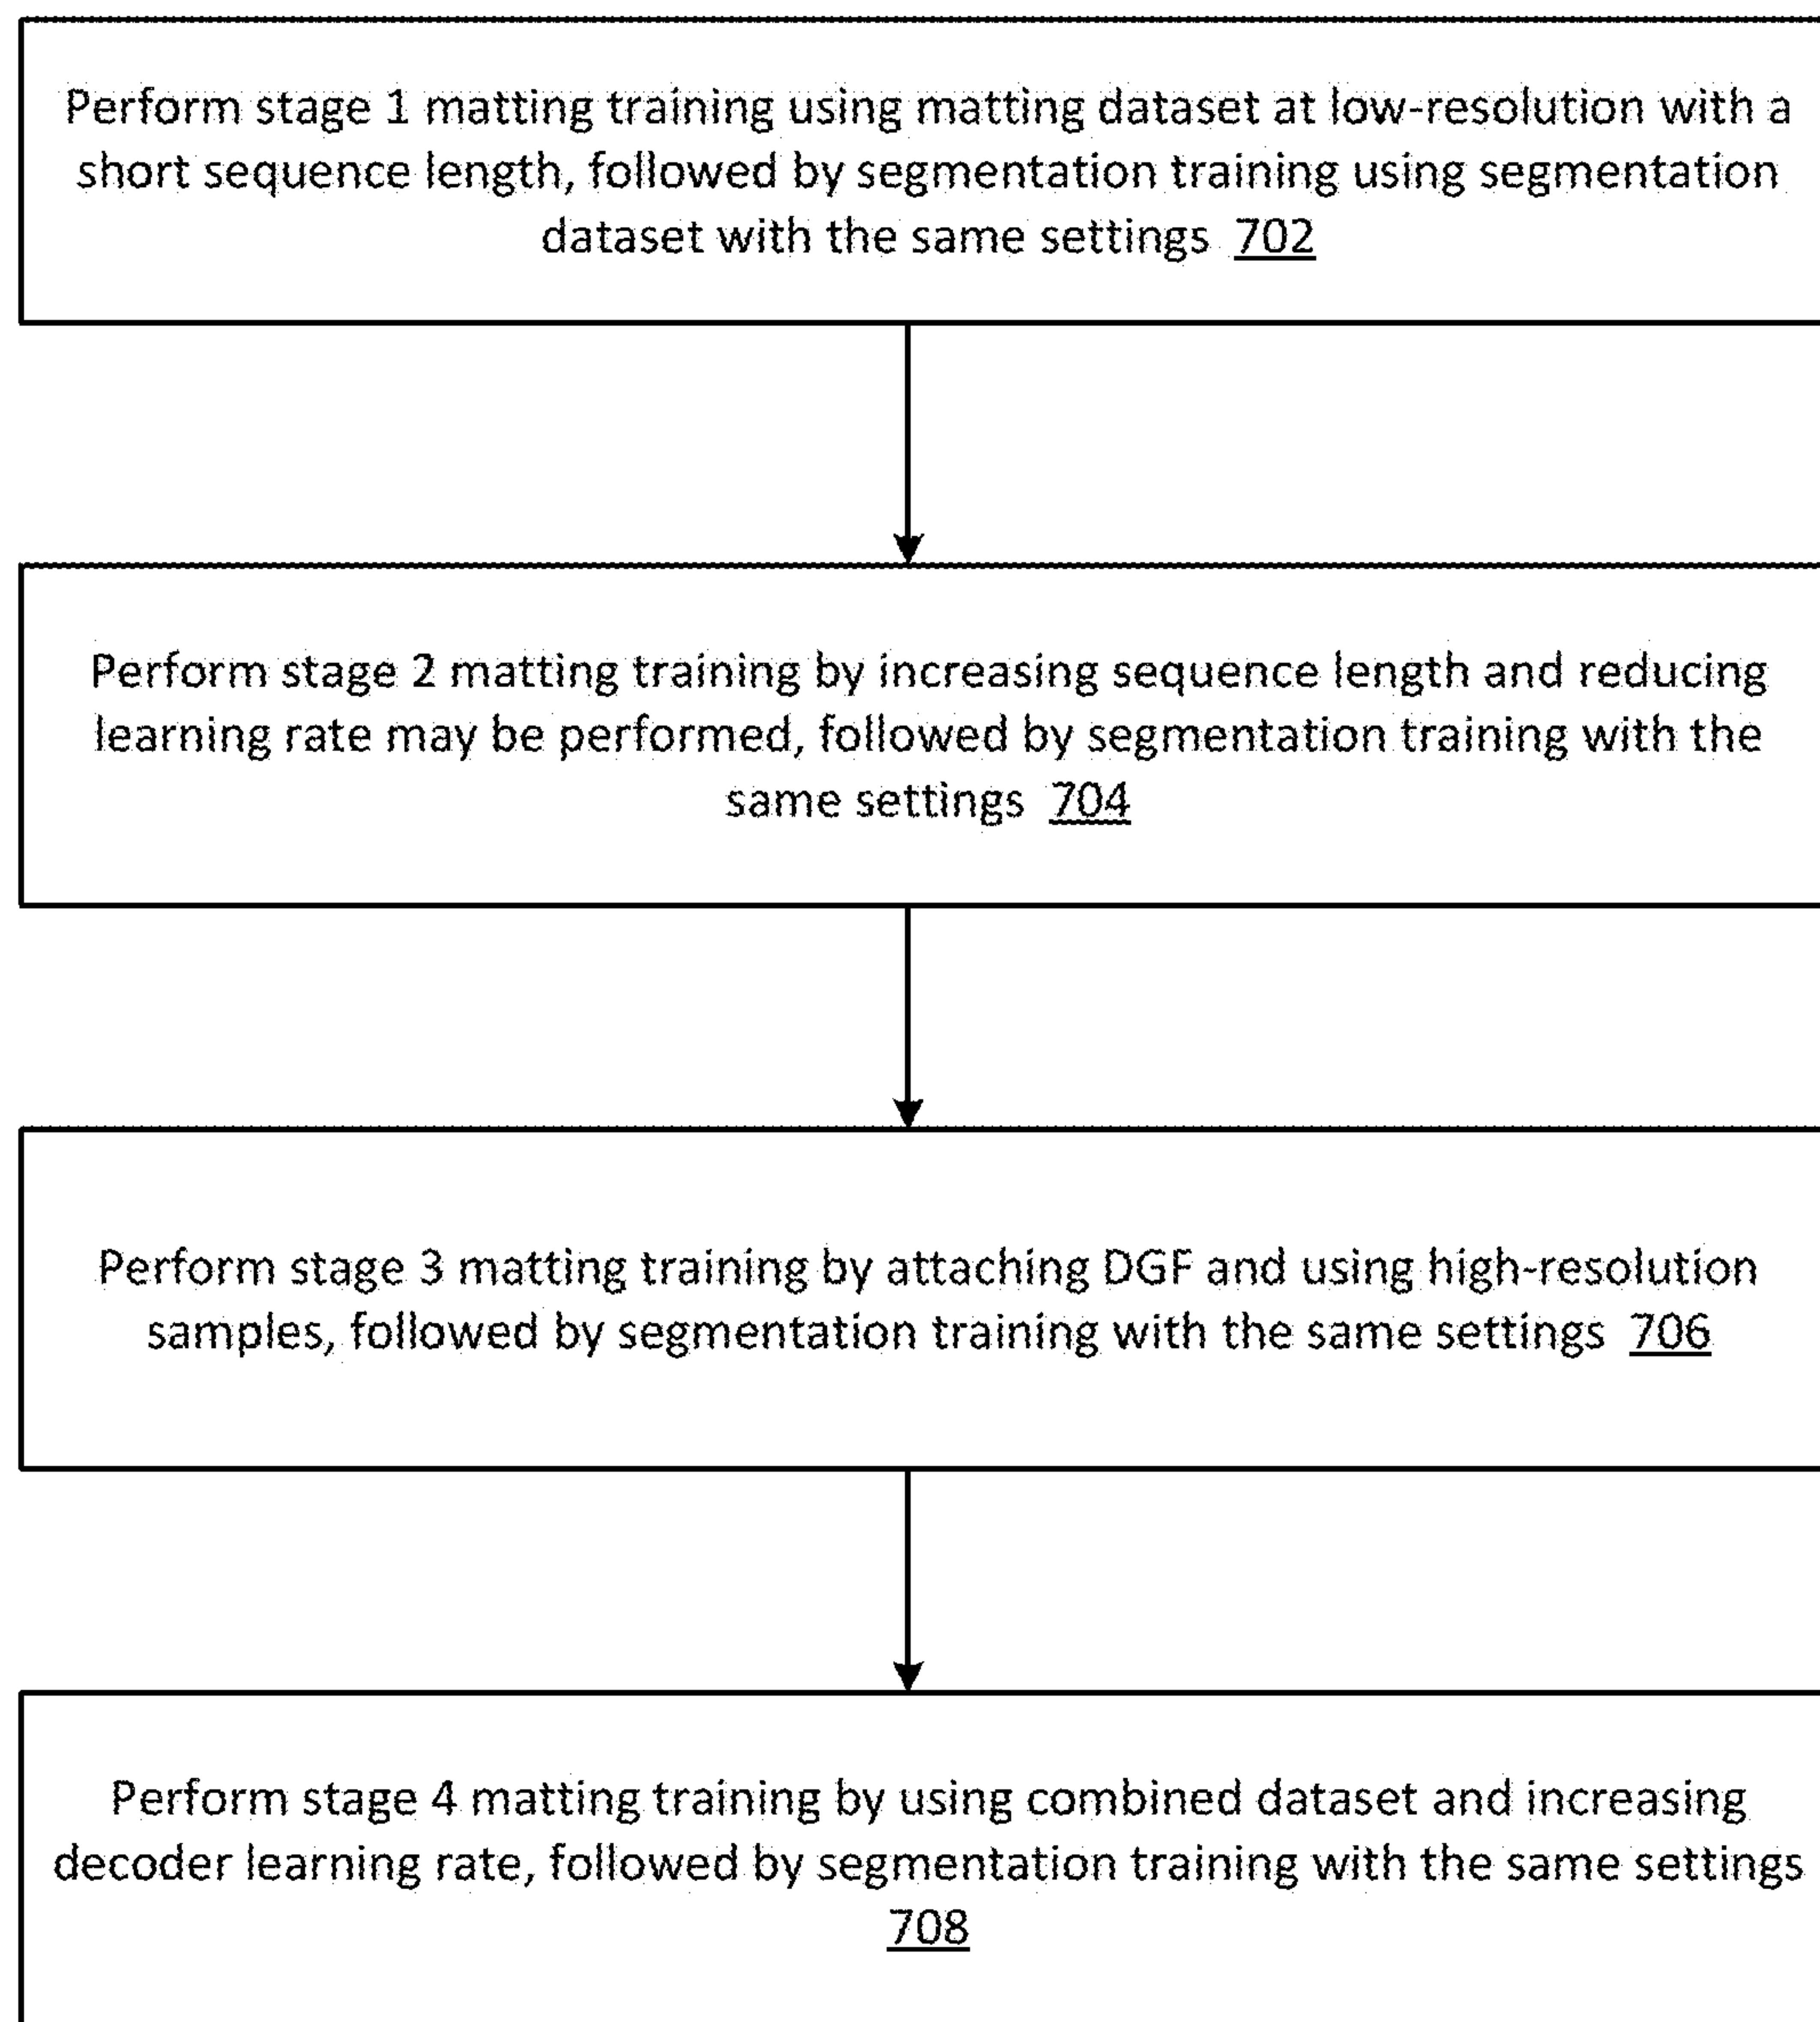 Perform stage 1 matting training using matting dataset at low-resolution with a
short sequence length, followed by segmentation training using segmentation
dataset with the same settings 702
Perform stage 2 matting training by increasing sequence length and reducing
learning rate may be performed, followed by segmentation training with the
same settings 704
Perform stage 3 matting training by attaching DGF and using high-resolution
samples, followed by segmentation training with the same settings 706
Perform stage 4 matting training by using combined dataset and increasing
decoder learning rate, followed by segmentation training with the same settings
708